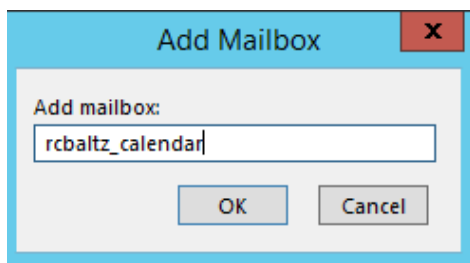 Add Mailbox
x
Add mailbox:
rcbaltz_calendar
OK Cancel